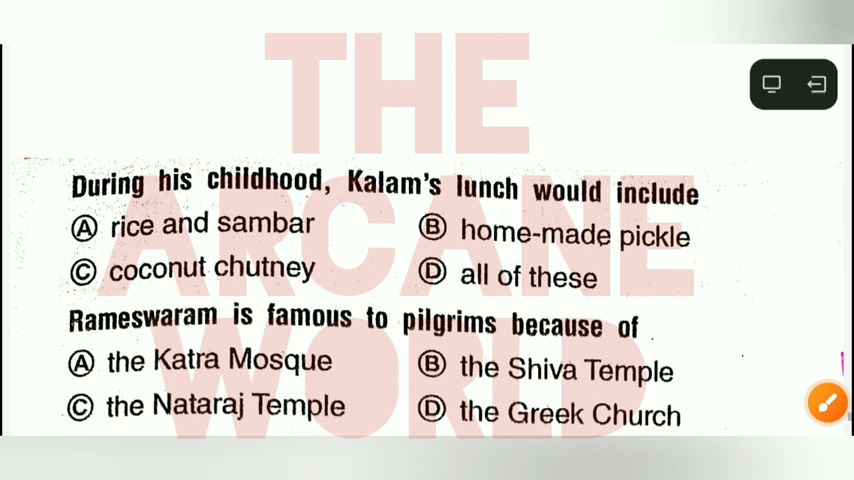 THE
ARCANE
WORLD
During his childhood, Kalam's lunch would include
Ⓐ rice and sambar Ⓑ home-made pickle
Ⓒ coconut chutney Ⓓ all of these
Rameswaram is famous to pilgrims because of
Ⓐ the Katra Mosque Ⓑ the Shiva Temple
Ⓒ the Nataraj Temple Ⓓ the Greek Church